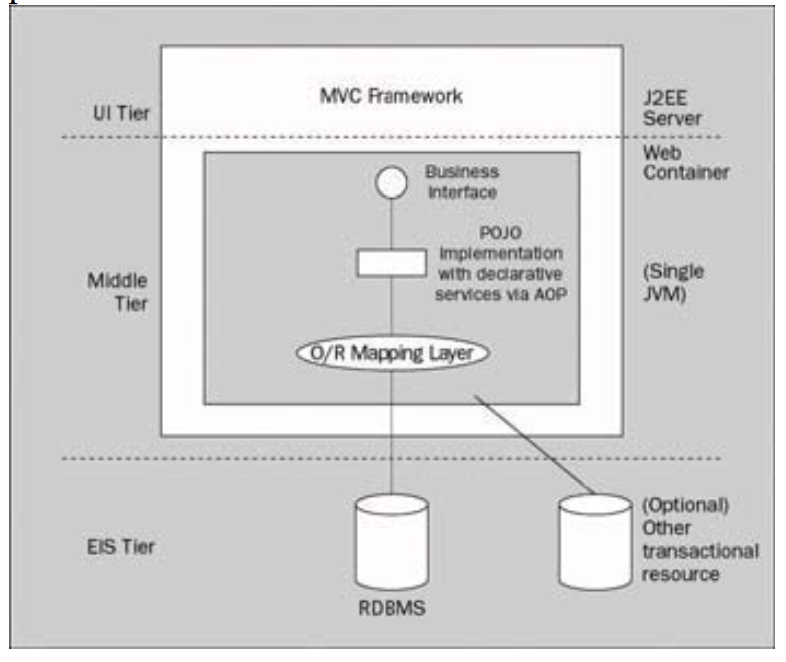 MVC Framework
UI Tier
J2EE
Server
Web
Container
Business
Interface
POJO
Implementation
with declarative
services via AOP
Middle
Tier
(Single
JVM)
O/R Mapping Layer
EIS Tier
RDBMS
(Optional)
Other
transactional
resource